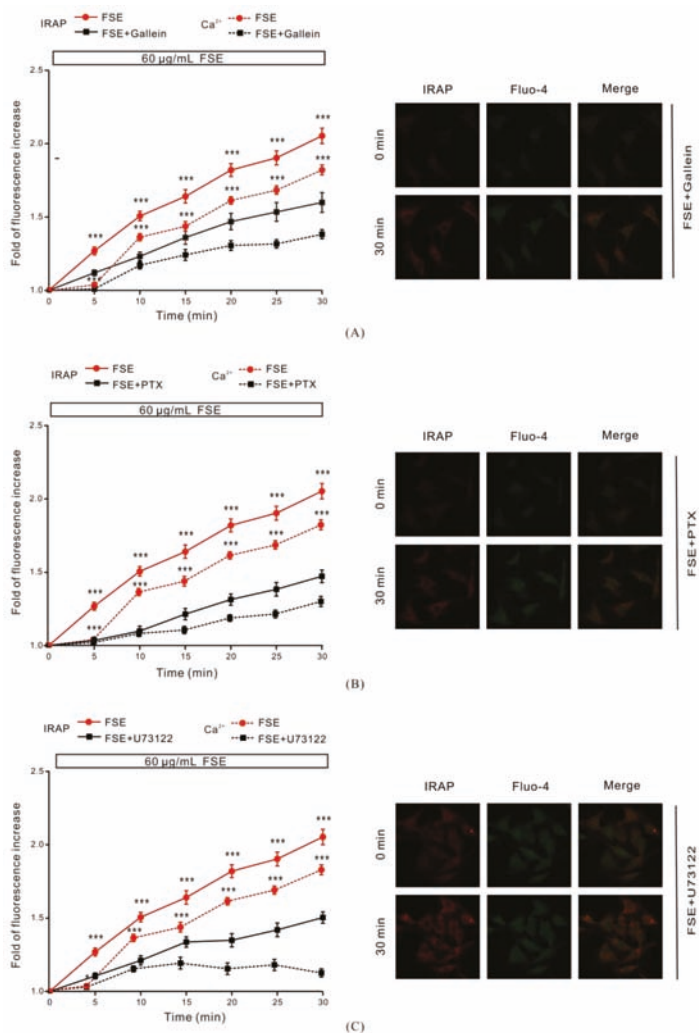 IRAP FSE Ca²⁺ FSE
FSE+Gallein FSE+Gallein
60 μg/mL FSE
Fold of fluorescence increase
2.5
2.0
1.5
1.0
***
***
***
***
***
***
***
***
***
***
***
***
0 5 10 15 20 25 30
Time (min)
IRAP Fluo-4 Merge
0 min
30 min
FSE+Gallein
(A)
IRAP FSE Ca²⁺ FSE
FSE+PTX FSE+PTX
60 μg/mL FSE
Fold of fluorescence increase
2.5
2.0
1.5
1.0
***
***
***
***
***
***
***
***
***
***
***
***
0 5 10 15 20 25 30
Time (min)
IRAP Fluo-4 Merge
0 min
30 min
FSE+PTX
(B)
IRAP FSE Ca²⁺ FSE
FSE+U73122 FSE+U73122
60 μg/mL FSE
Fold of fluorescence increase
2.5
2.0
1.5
1.0
***
***
***
***
***
***
***
***
***
***
***
0 5 10 15 20 25 30
Time (min)
IRAP Fluo-4 Merge
0 min
30 min
FSE+U73122
(C)